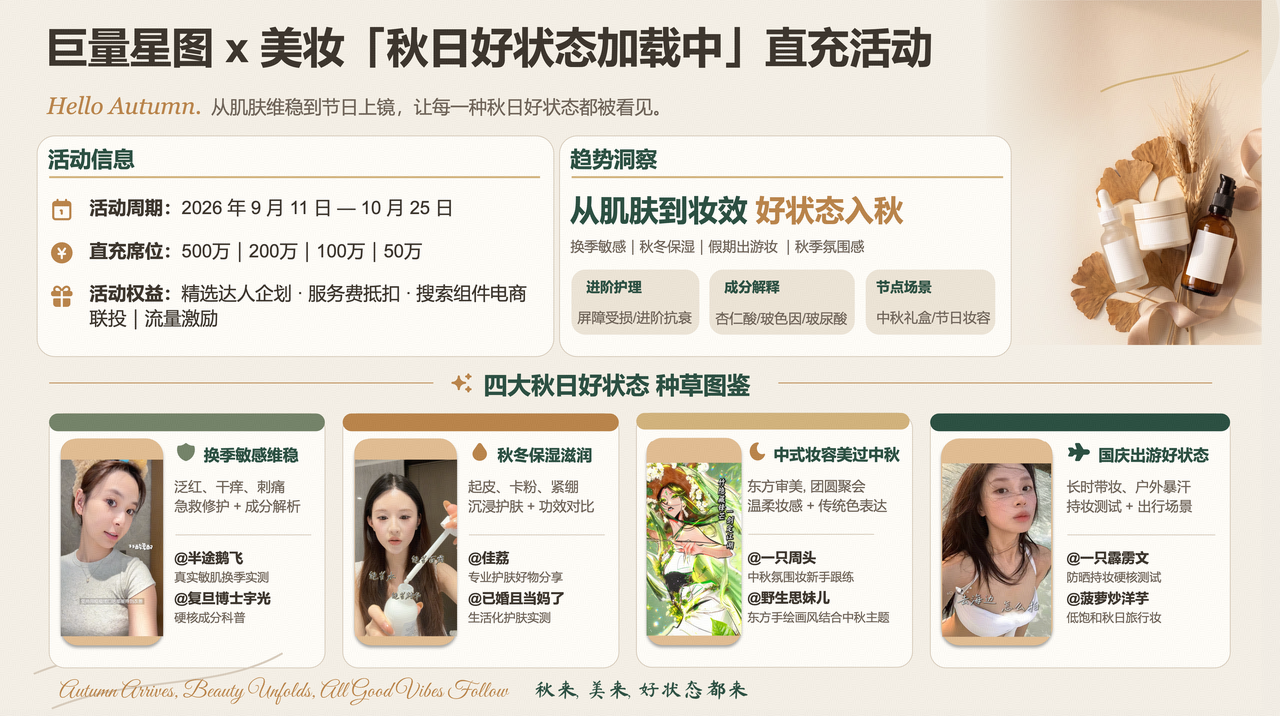 巨量星图 x 美妆「秋日好状态加载中」直充活动
Hello Autumn. 从肌肤维稳到节日上镜，让每一种秋日好状态都被看见。
活动信息
活动周期：2026 年 9 月 11 日 — 10 月 25 日
直充席位：500万｜200万｜100万｜50万
活动权益：精选达人企划 · 服务费抵扣 · 搜索组件电商
联投｜流量激励
趋势洞察
从肌肤到妆效 好状态入秋
换季敏感｜秋冬保湿｜假期出游妆 ｜秋季氛围感
进阶护理
屏障受损/进阶抗衰
成分解释
杏仁酸/玻色因/玻尿酸
节点场景
中秋礼盒/节日妆容
四大秋日好状态 种草图鉴
换季敏感维稳
泛红、干痒、刺痛
急救修护 + 成分解析
@半途鹅飞
真实敏肌换季实测
@复旦博士宇光
硬核成分科普
秋冬保湿滋润
起皮、卡粉、紧绷
沉浸护肤 + 功效对比
@佳荔
专业护肤好物分享
@已婚且当妈了
生活化护肤实测
中式妆容美过中秋
东方审美, 团圆聚会
温柔妆感 + 传统色表达
@一只周头
中秋氛围妆新手跟练
@野生思妹儿
东方手绘画风结合中秋主题
国庆出游好状态
长时带妆、户外暴汗
持妆测试 + 出行场景
@一只霹雳文
防晒持妆硬核测试
@菠萝炒洋芋
低饱和秋日旅行妆
Autumn Arrives, Beauty Unfolds, All Good Vibes Follow
秋来, 美来, 好状态都来